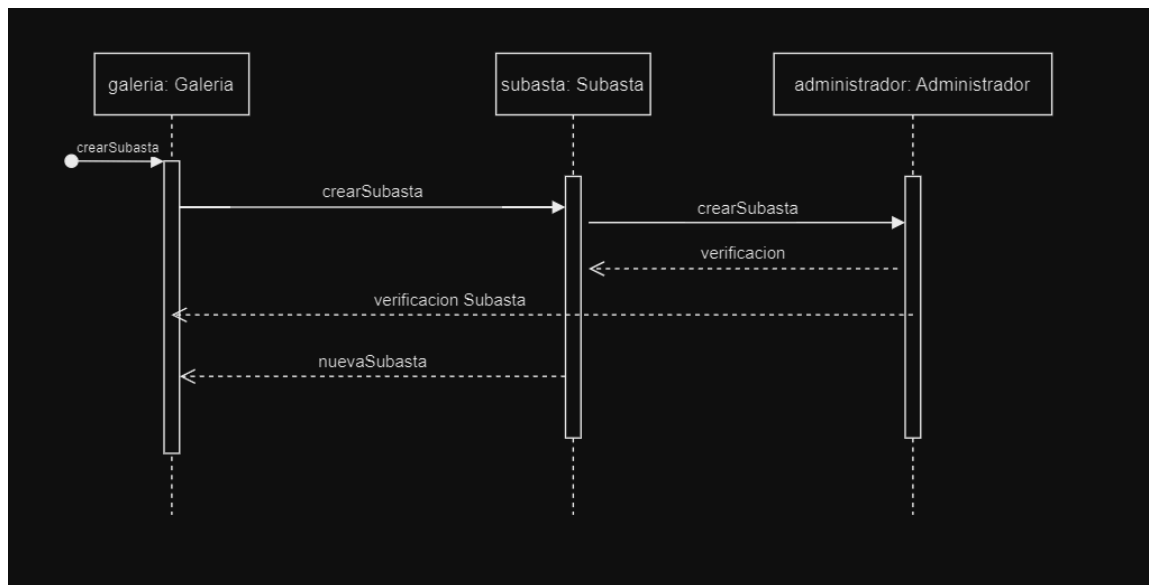 galeria: Galeria
subasta: Subasta
administrador: Administrador
crearSubasta
crearSubasta
crearSubasta
verificacion
verificacion Subasta
nuevaSubasta